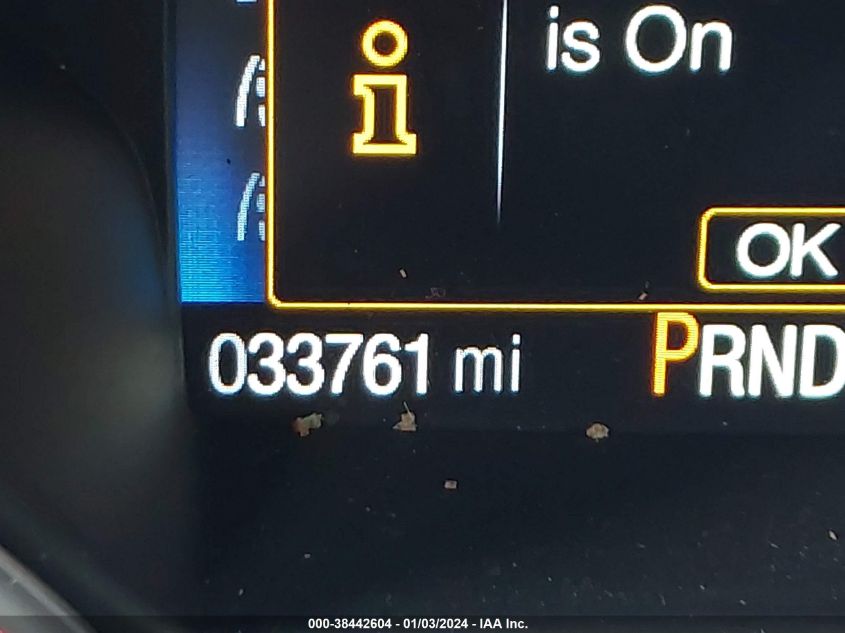 is On
OK
033761 mi PRND
000-38442604 - 01/03/2024 - IAA Inc.